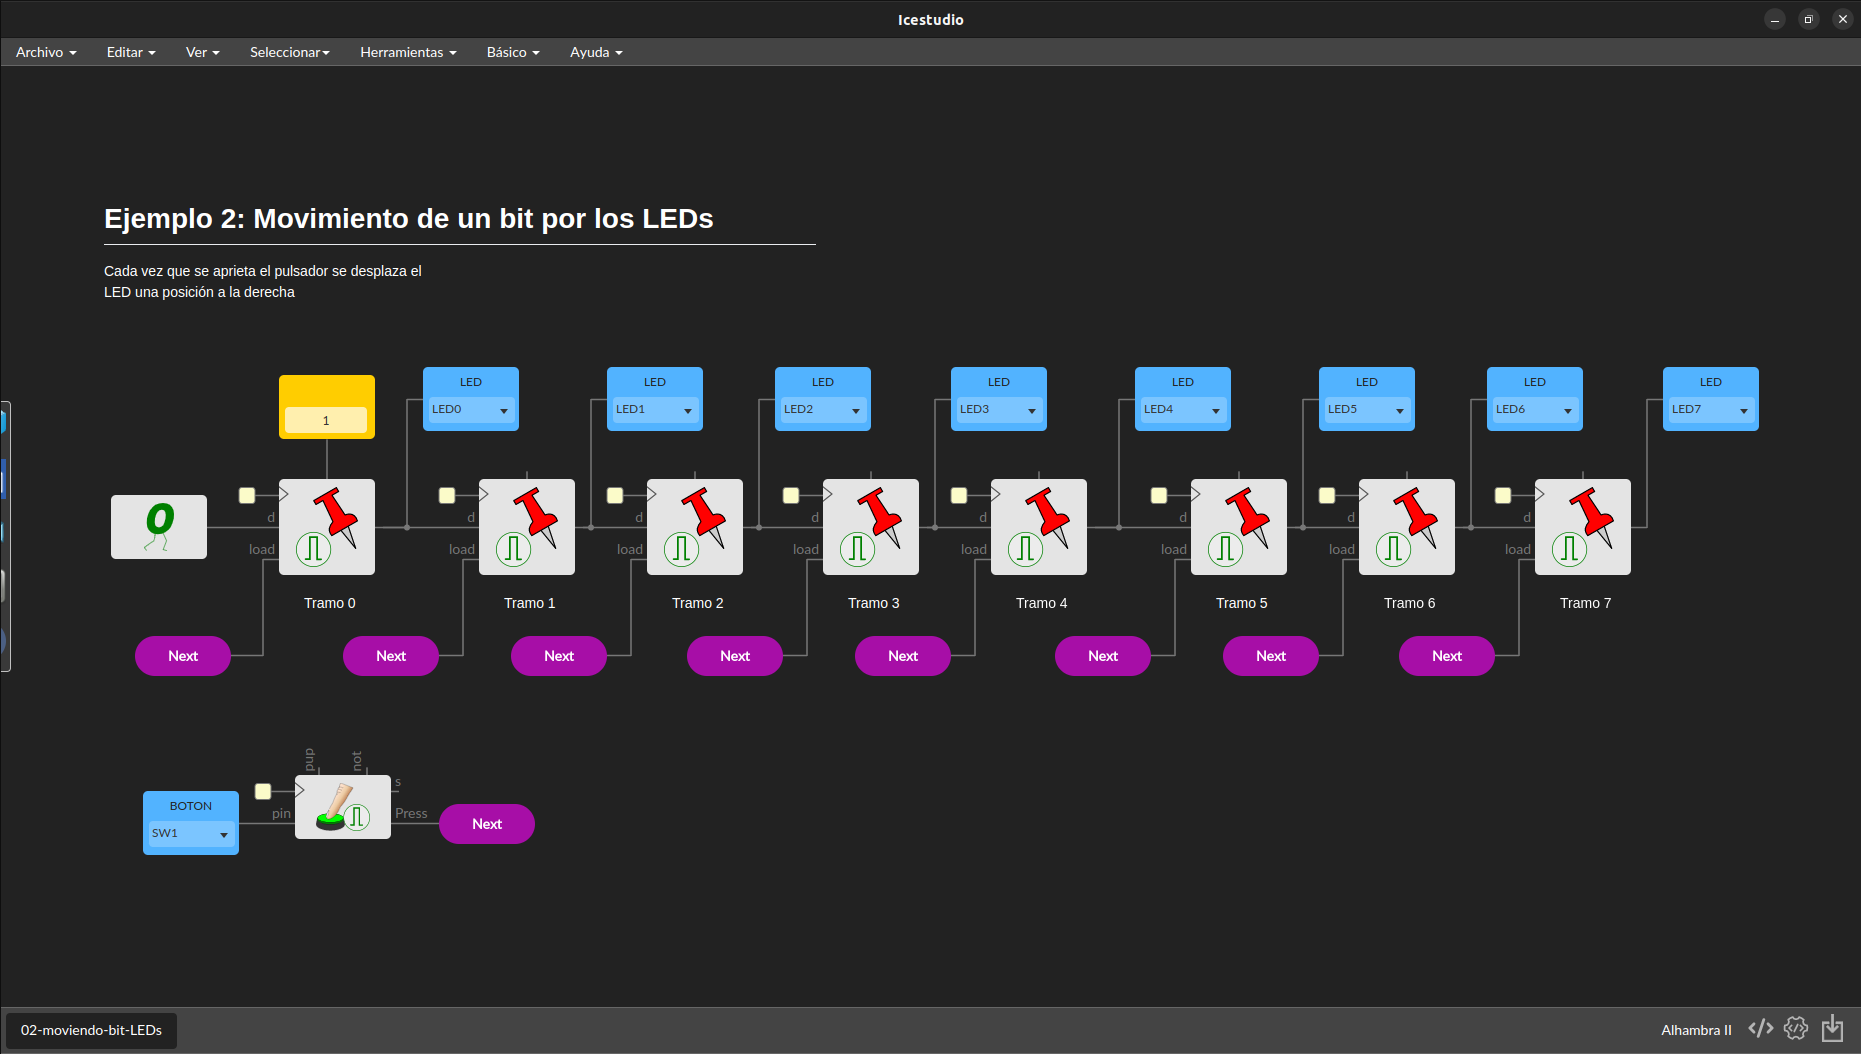 Icestudio
Archivo Editar Ver Seleccionar Herramientas Básico Ayuda
Ejemplo 2: Movimiento de un bit por los LEDs
Cada vez que se aprieta el pulsador se desplaza el
LED una posición a la derecha
LED LED LED LED LED LED LED LED
LED0 LED1 LED2 LED3 LED4 LED5 LED6 LED7
1
0
d d d d d d d d
load load load load load load load load
Tramo 0 Tramo 1 Tramo 2 Tramo 3 Tramo 4 Tramo 5 Tramo 6 Tramo 7
Next Next Next Next Next Next Next Next
pup not
s
BOTON
pin Press
SW1
Next
02-moviendo-bit-LEDs
Alhambra II </>